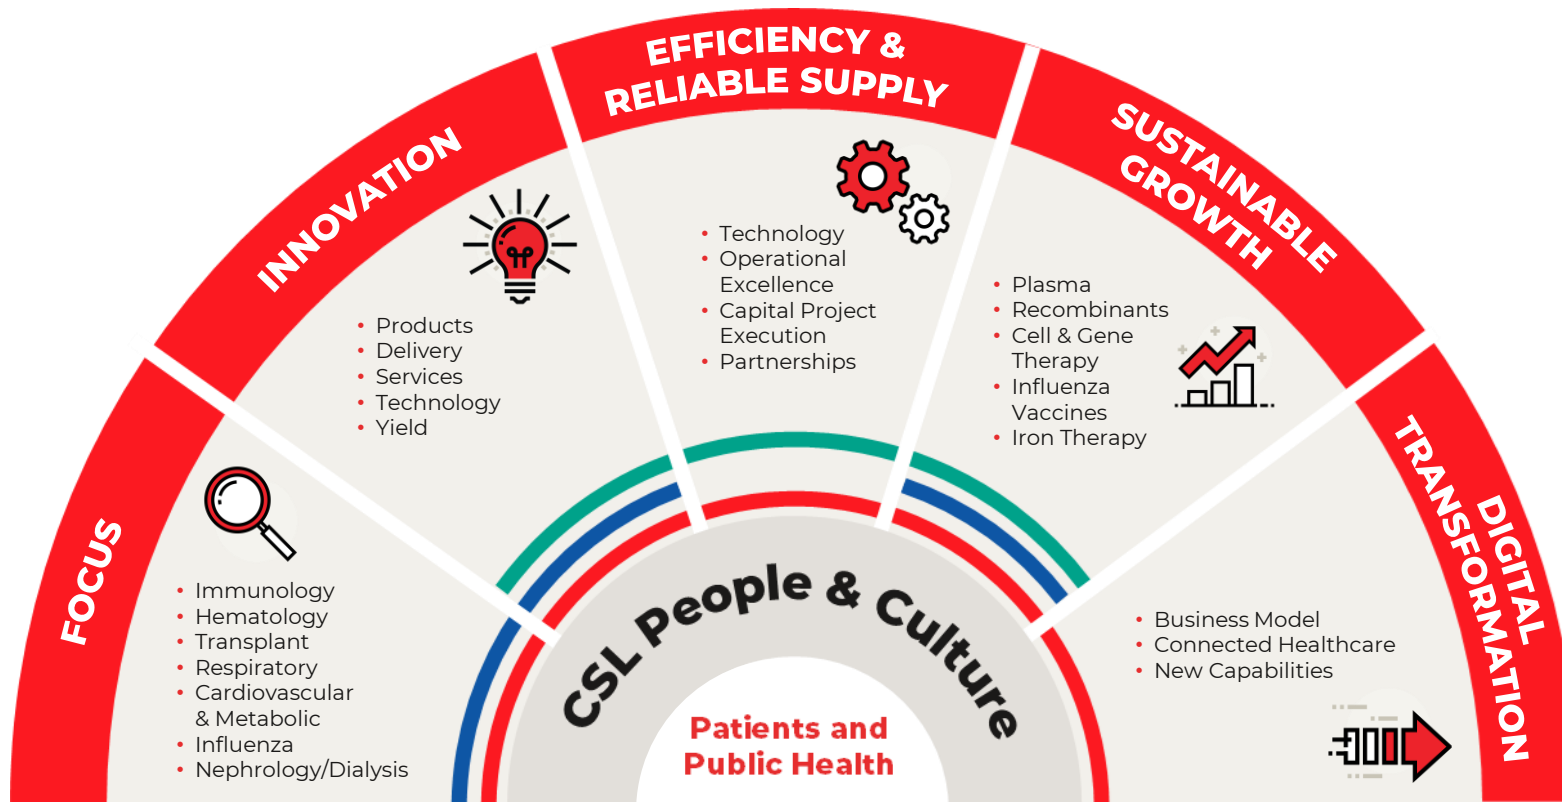 FOCUS
• Immunology
• Hematology
• Transplant
• Respiratory
• Cardiovascular
& Metabolic
• Influenza
• Nephrology/Dialysis
INNOVATION
• Products
• Delivery
• Services
• Technology
• Yield
EFFICIENCY &
RELIABLE SUPPLY
• Technology
• Operational
Excellence
• Capital Project
Execution
• Partnerships
SUSTAINABLE
GROWTH
• Plasma
• Recombinants
• Cell & Gene
Therapy
• Influenza
Vaccines
• Iron Therapy
DIGITAL
TRANSFORMATION
• Business Model
• Connected Healthcare
• New Capabilities
CSL People & Culture
Patients and
Public Health